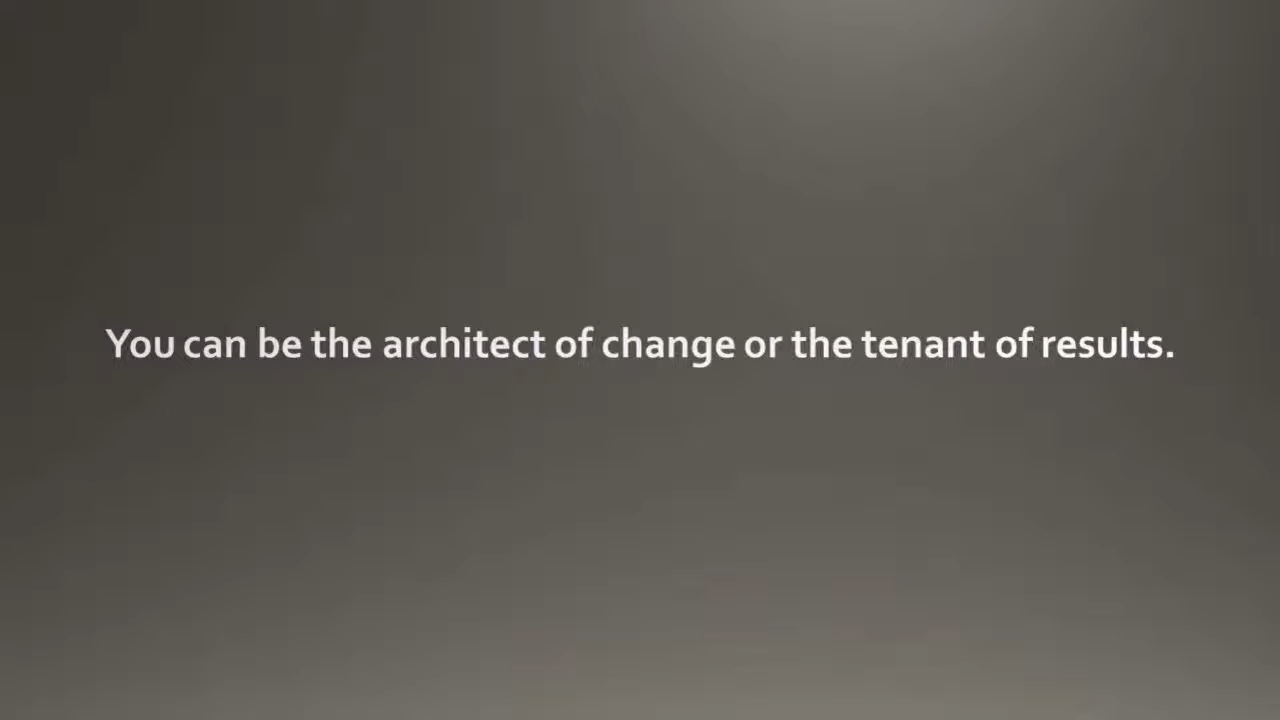 You can be the architect of change or the tenant of results.